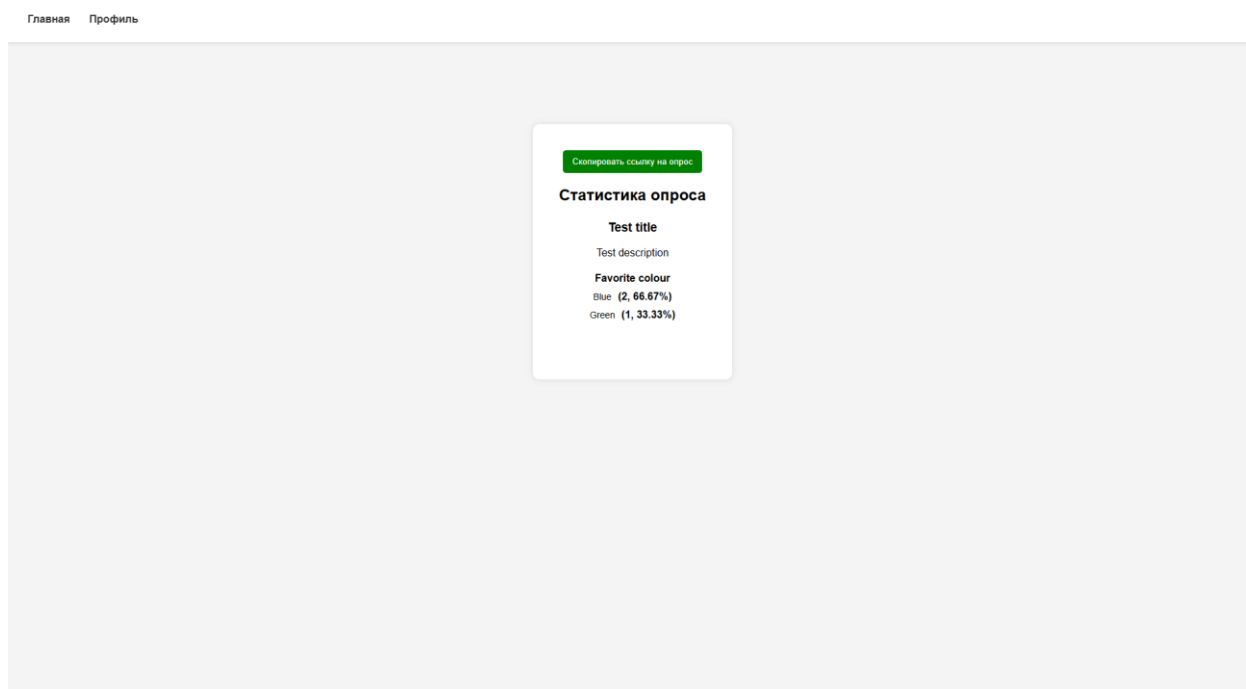 Главная Профиль
Скопировать ссылку на опрос
Статистика опроса
Test title
Test description
Favorite colour
Blue (2, 66.67%)
Green (1, 33.33%)